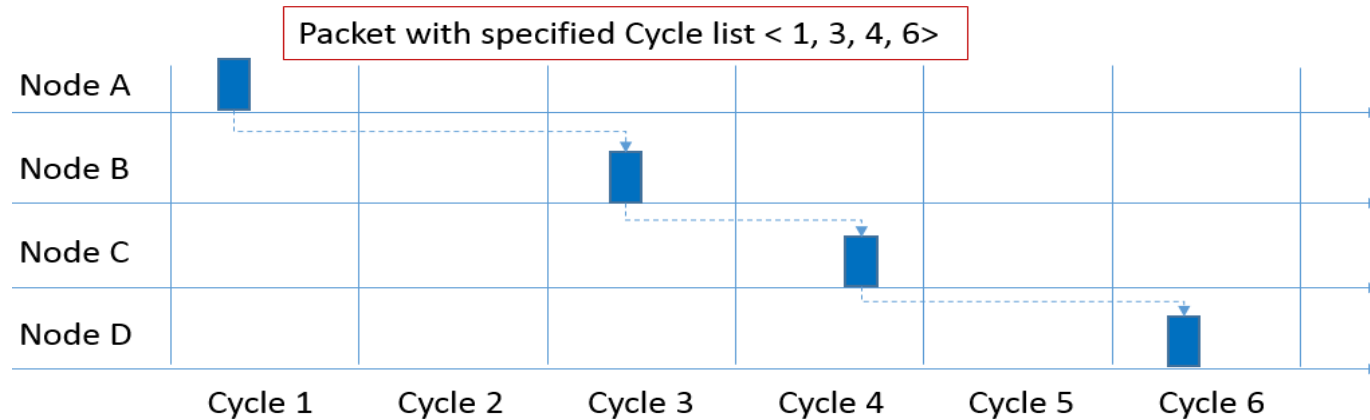 Packet with specified Cycle list < 1, 3, 4, 6>
Node A
Node B
Node C
Node D
Cycle 1 Cycle 2 Cycle 3 Cycle 4 Cycle 5 Cycle 6